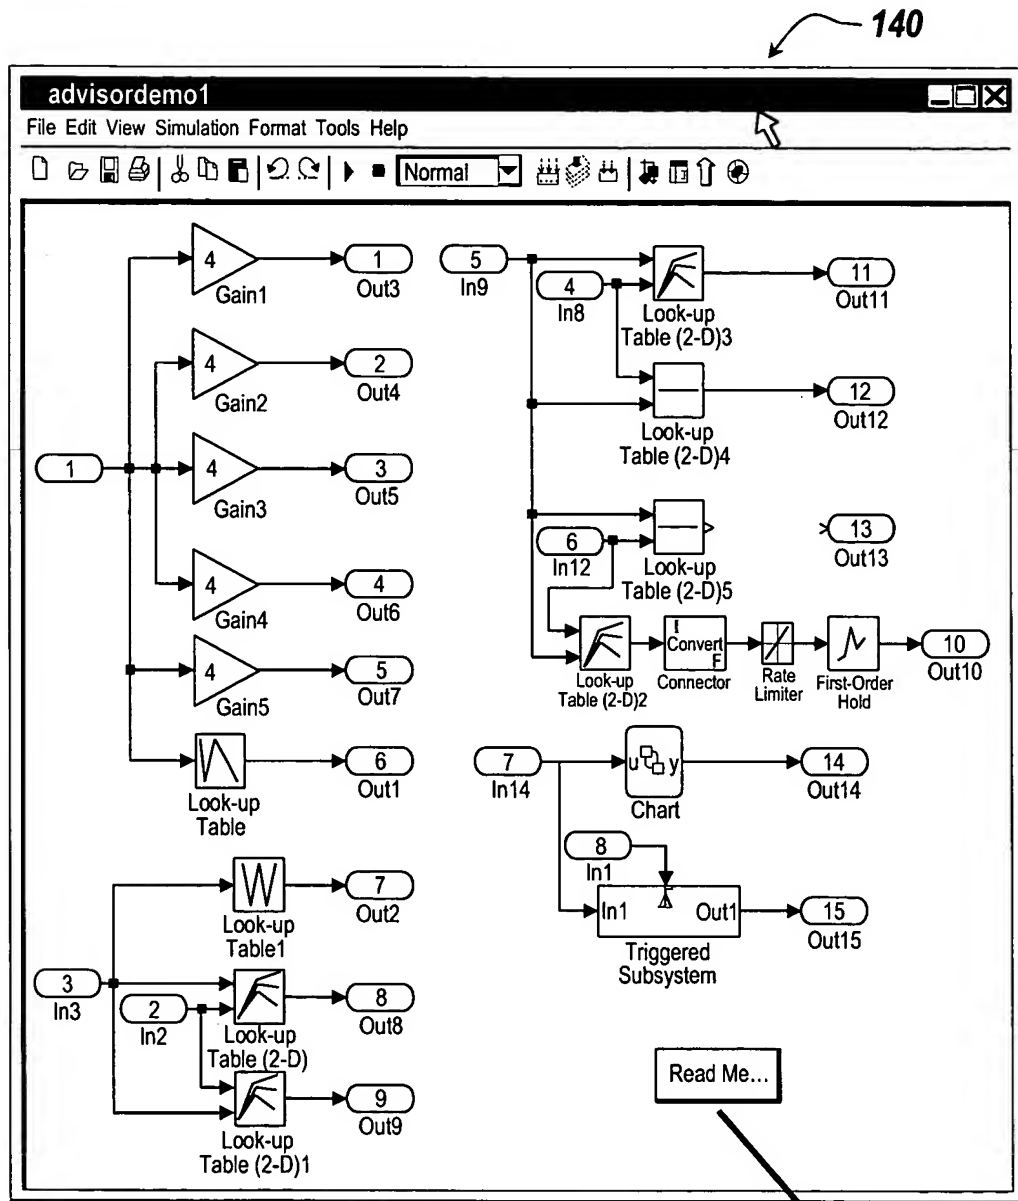 140
advisordemo1
File Edit View Simulation Format Tools Help
Normal
4
Gain1
1
Out3
4
Gain2
2
Out4
1
4
Gain3
3
Out5
4
Gain4
4
Out6
4
Gain5
5
Out7
Look-up
Table
6
Out1
Look-up
Table1
7
Out2
3
In3
2
In2
Look-up
Table (2-D)
8
Out8
Look-up
Table (2-D)1
9
Out9
5
In9
4
In8
Look-up
Table (2-D)3
11
Out11
Look-up
Table (2-D)4
12
Out12
6
In12
Look-up
Table (2-D)5
13
Out13
Look-up
Table (2-D)2
I
Convert
F
Connector
Rate
Limiter
First-Order
Hold
10
Out10
7
In14
u y
Chart
14
Out14
8
In1
In1 Out1
Triggered
Subsystem
15
Out15
Read Me...